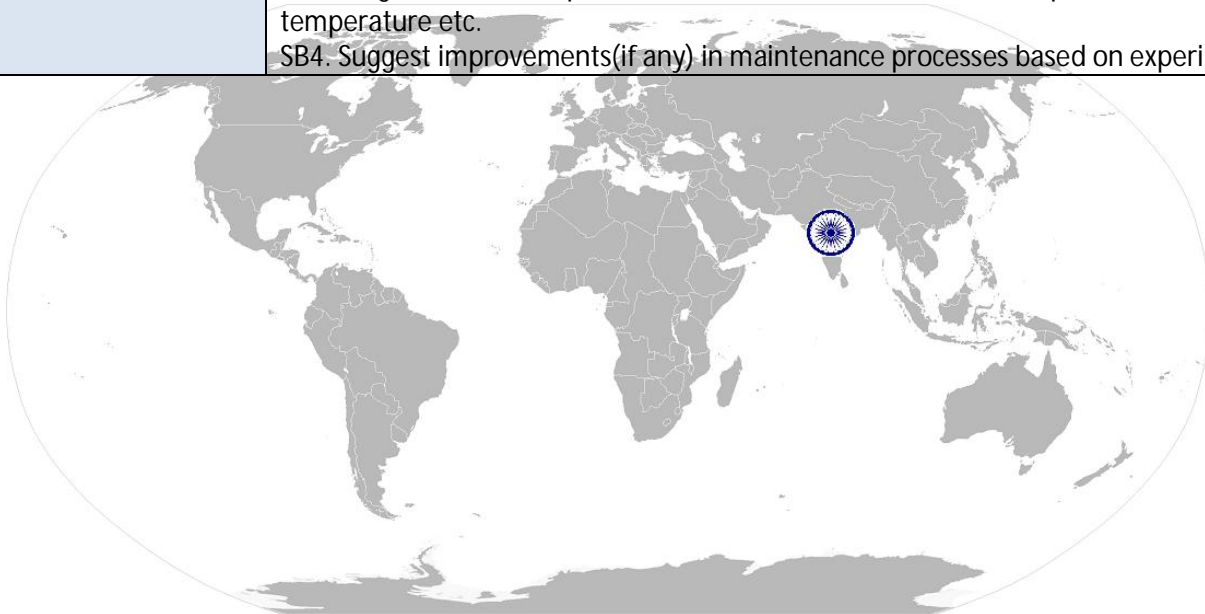 temperature etc.
SB4. Suggest improvements(if any) in maintenance processes based on experi